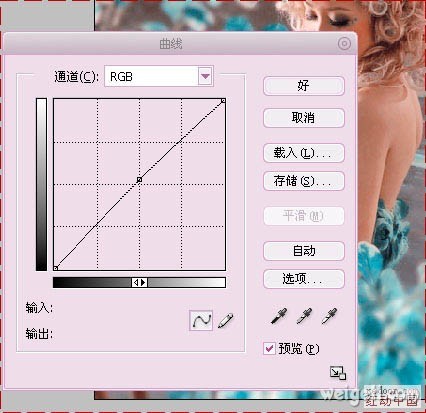 曲线
通道(C): RGB
好
取消
载入(L)...
存储(S)...
平滑(M)
自动
选项...
输入:
输出:
预览(P)
红动中国